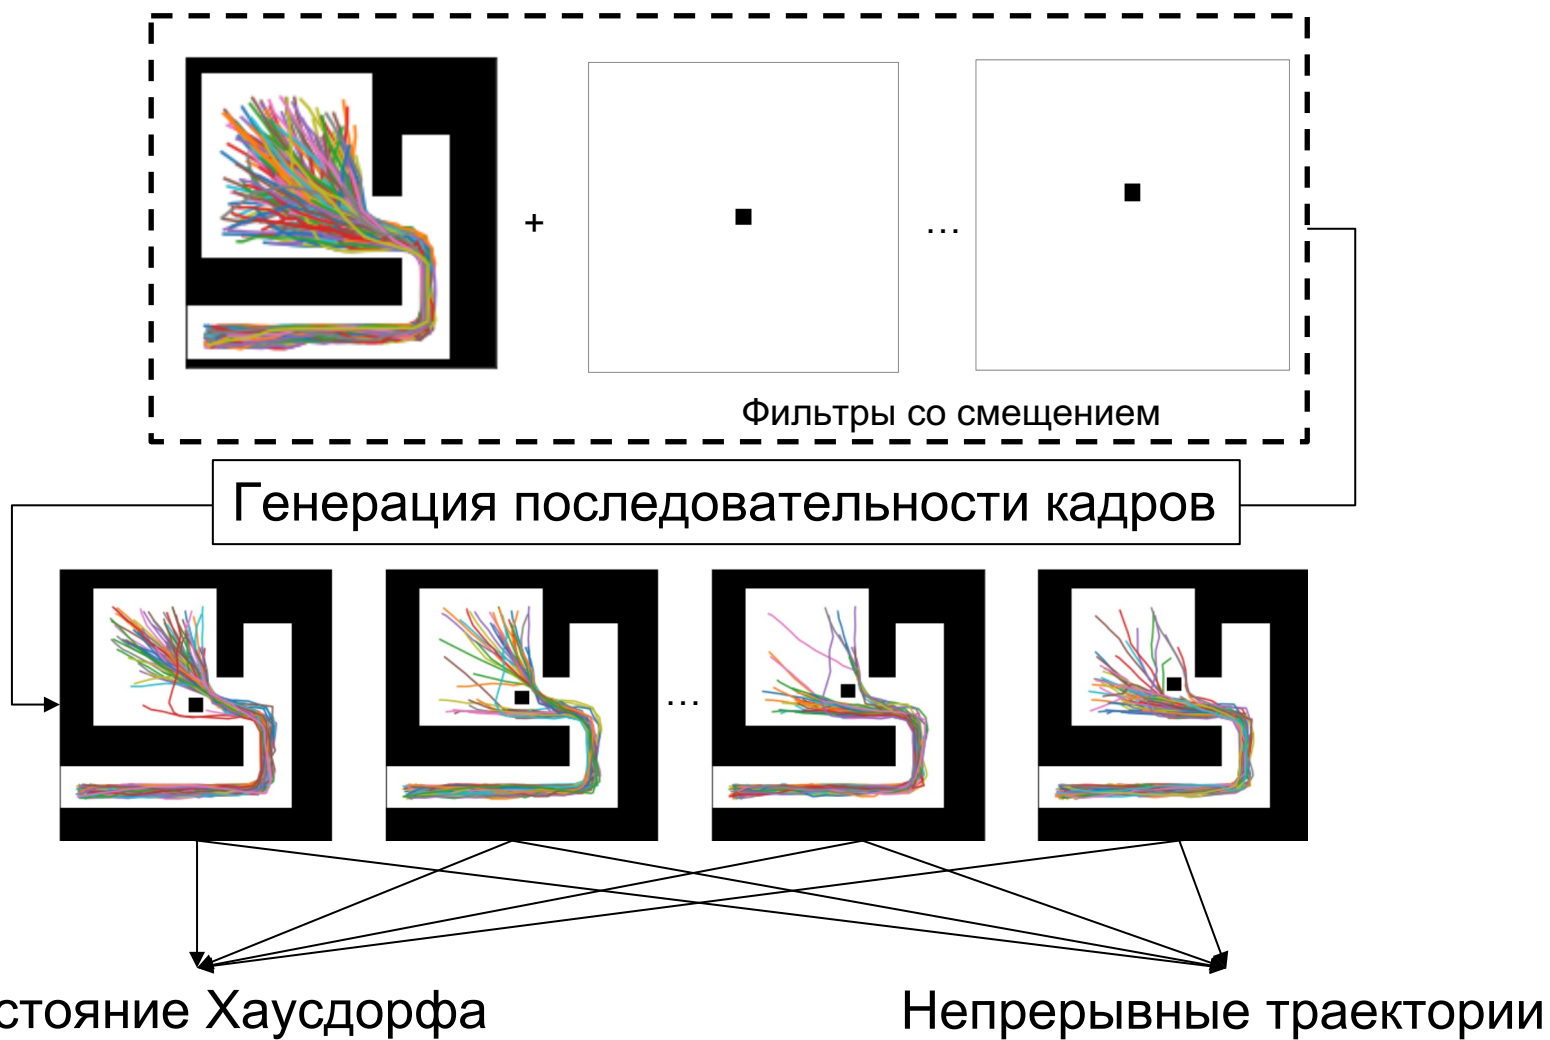 +
...
Фильтры со смещением
Генерация последовательности кадров
...
стояние Хаусдорфа
Непрерывные траектории